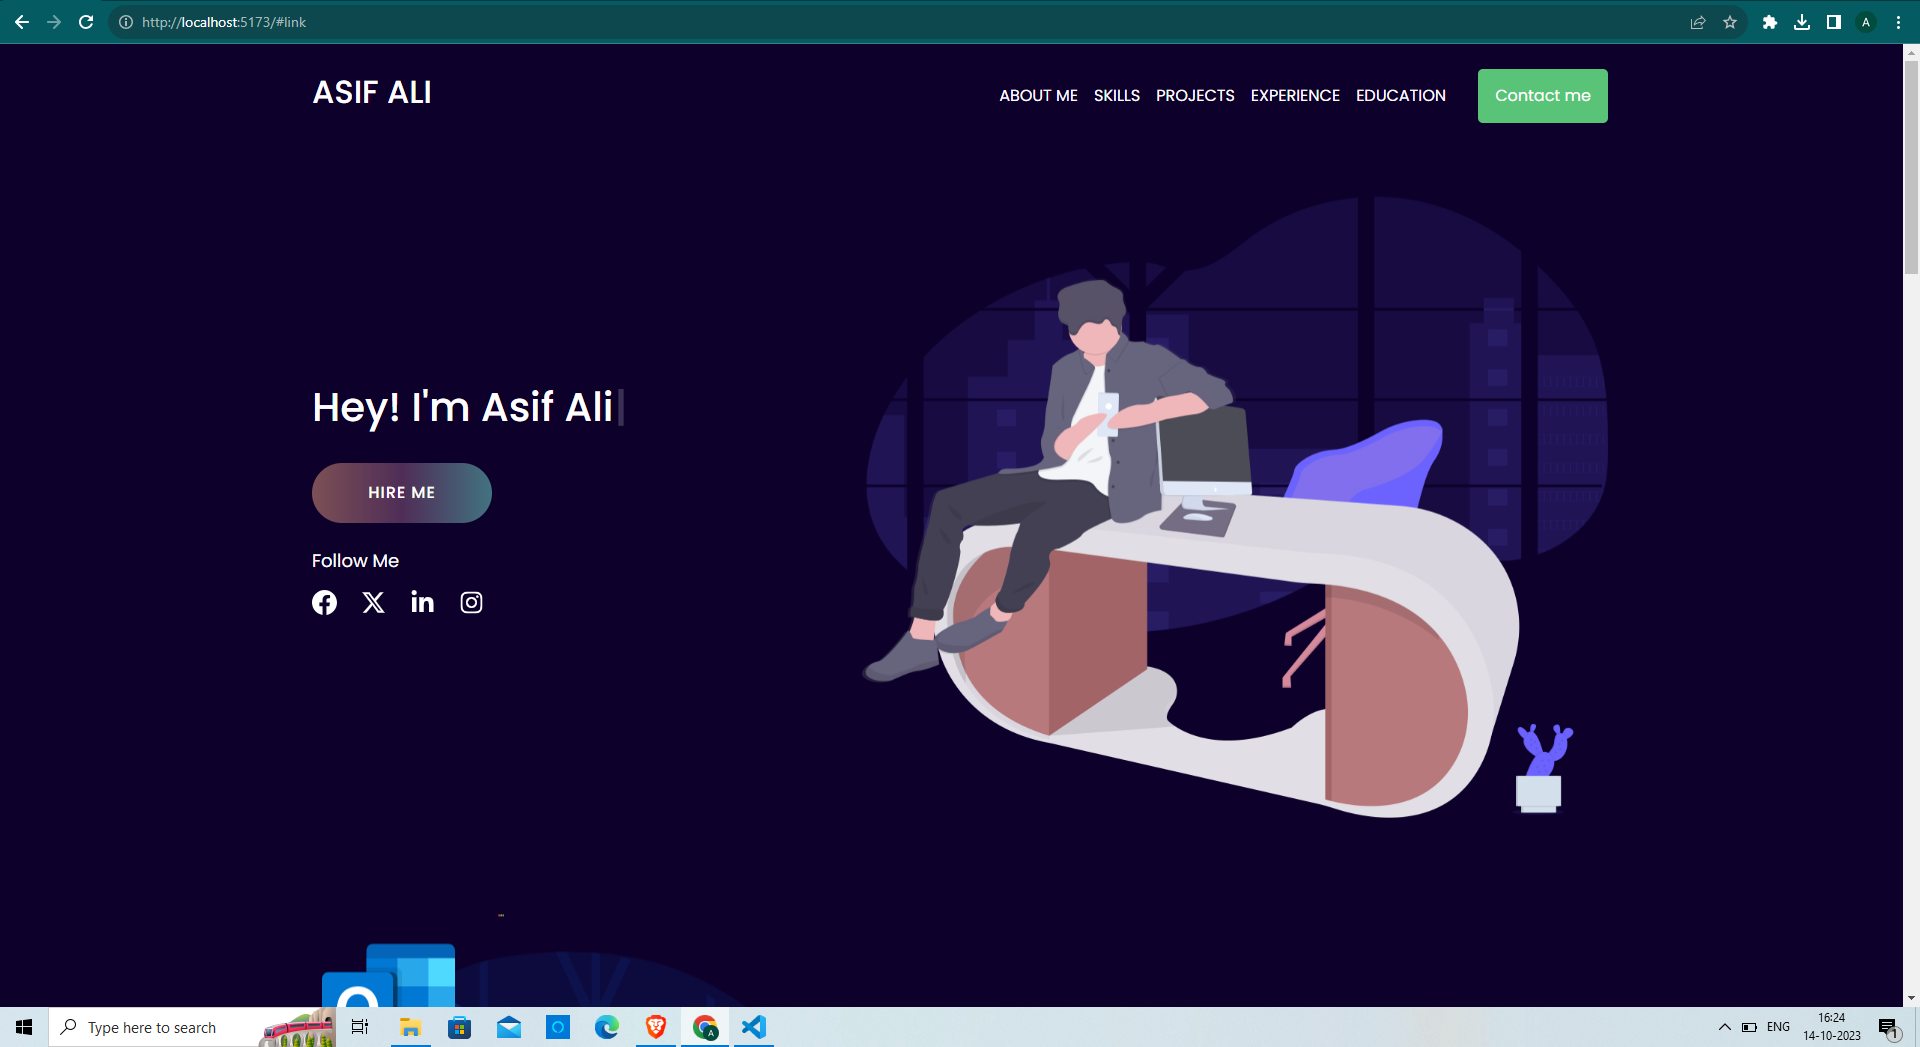 http://localhost:5173/#link
A
ASIF ALI
ABOUT ME SKILLS PROJECTS EXPERIENCE EDUCATION Contact me
Hey! I'm Asif Ali
HIRE ME
Follow Me
Type here to search
A
ENG
16:24
14-10-2023
1